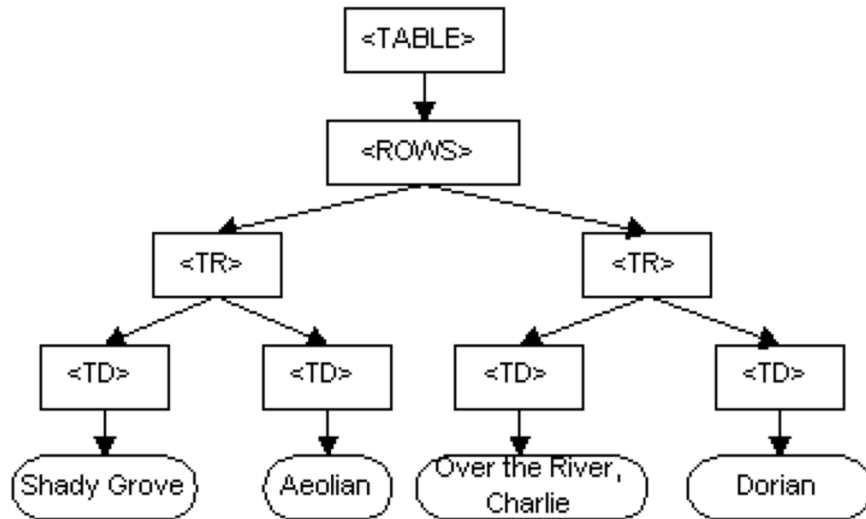 <TABLE>
<ROWS>
<TR> <TR>
<TD> <TD> <TD> <TD>
Shady Grove Aeolian Over the River, Charlie Dorian